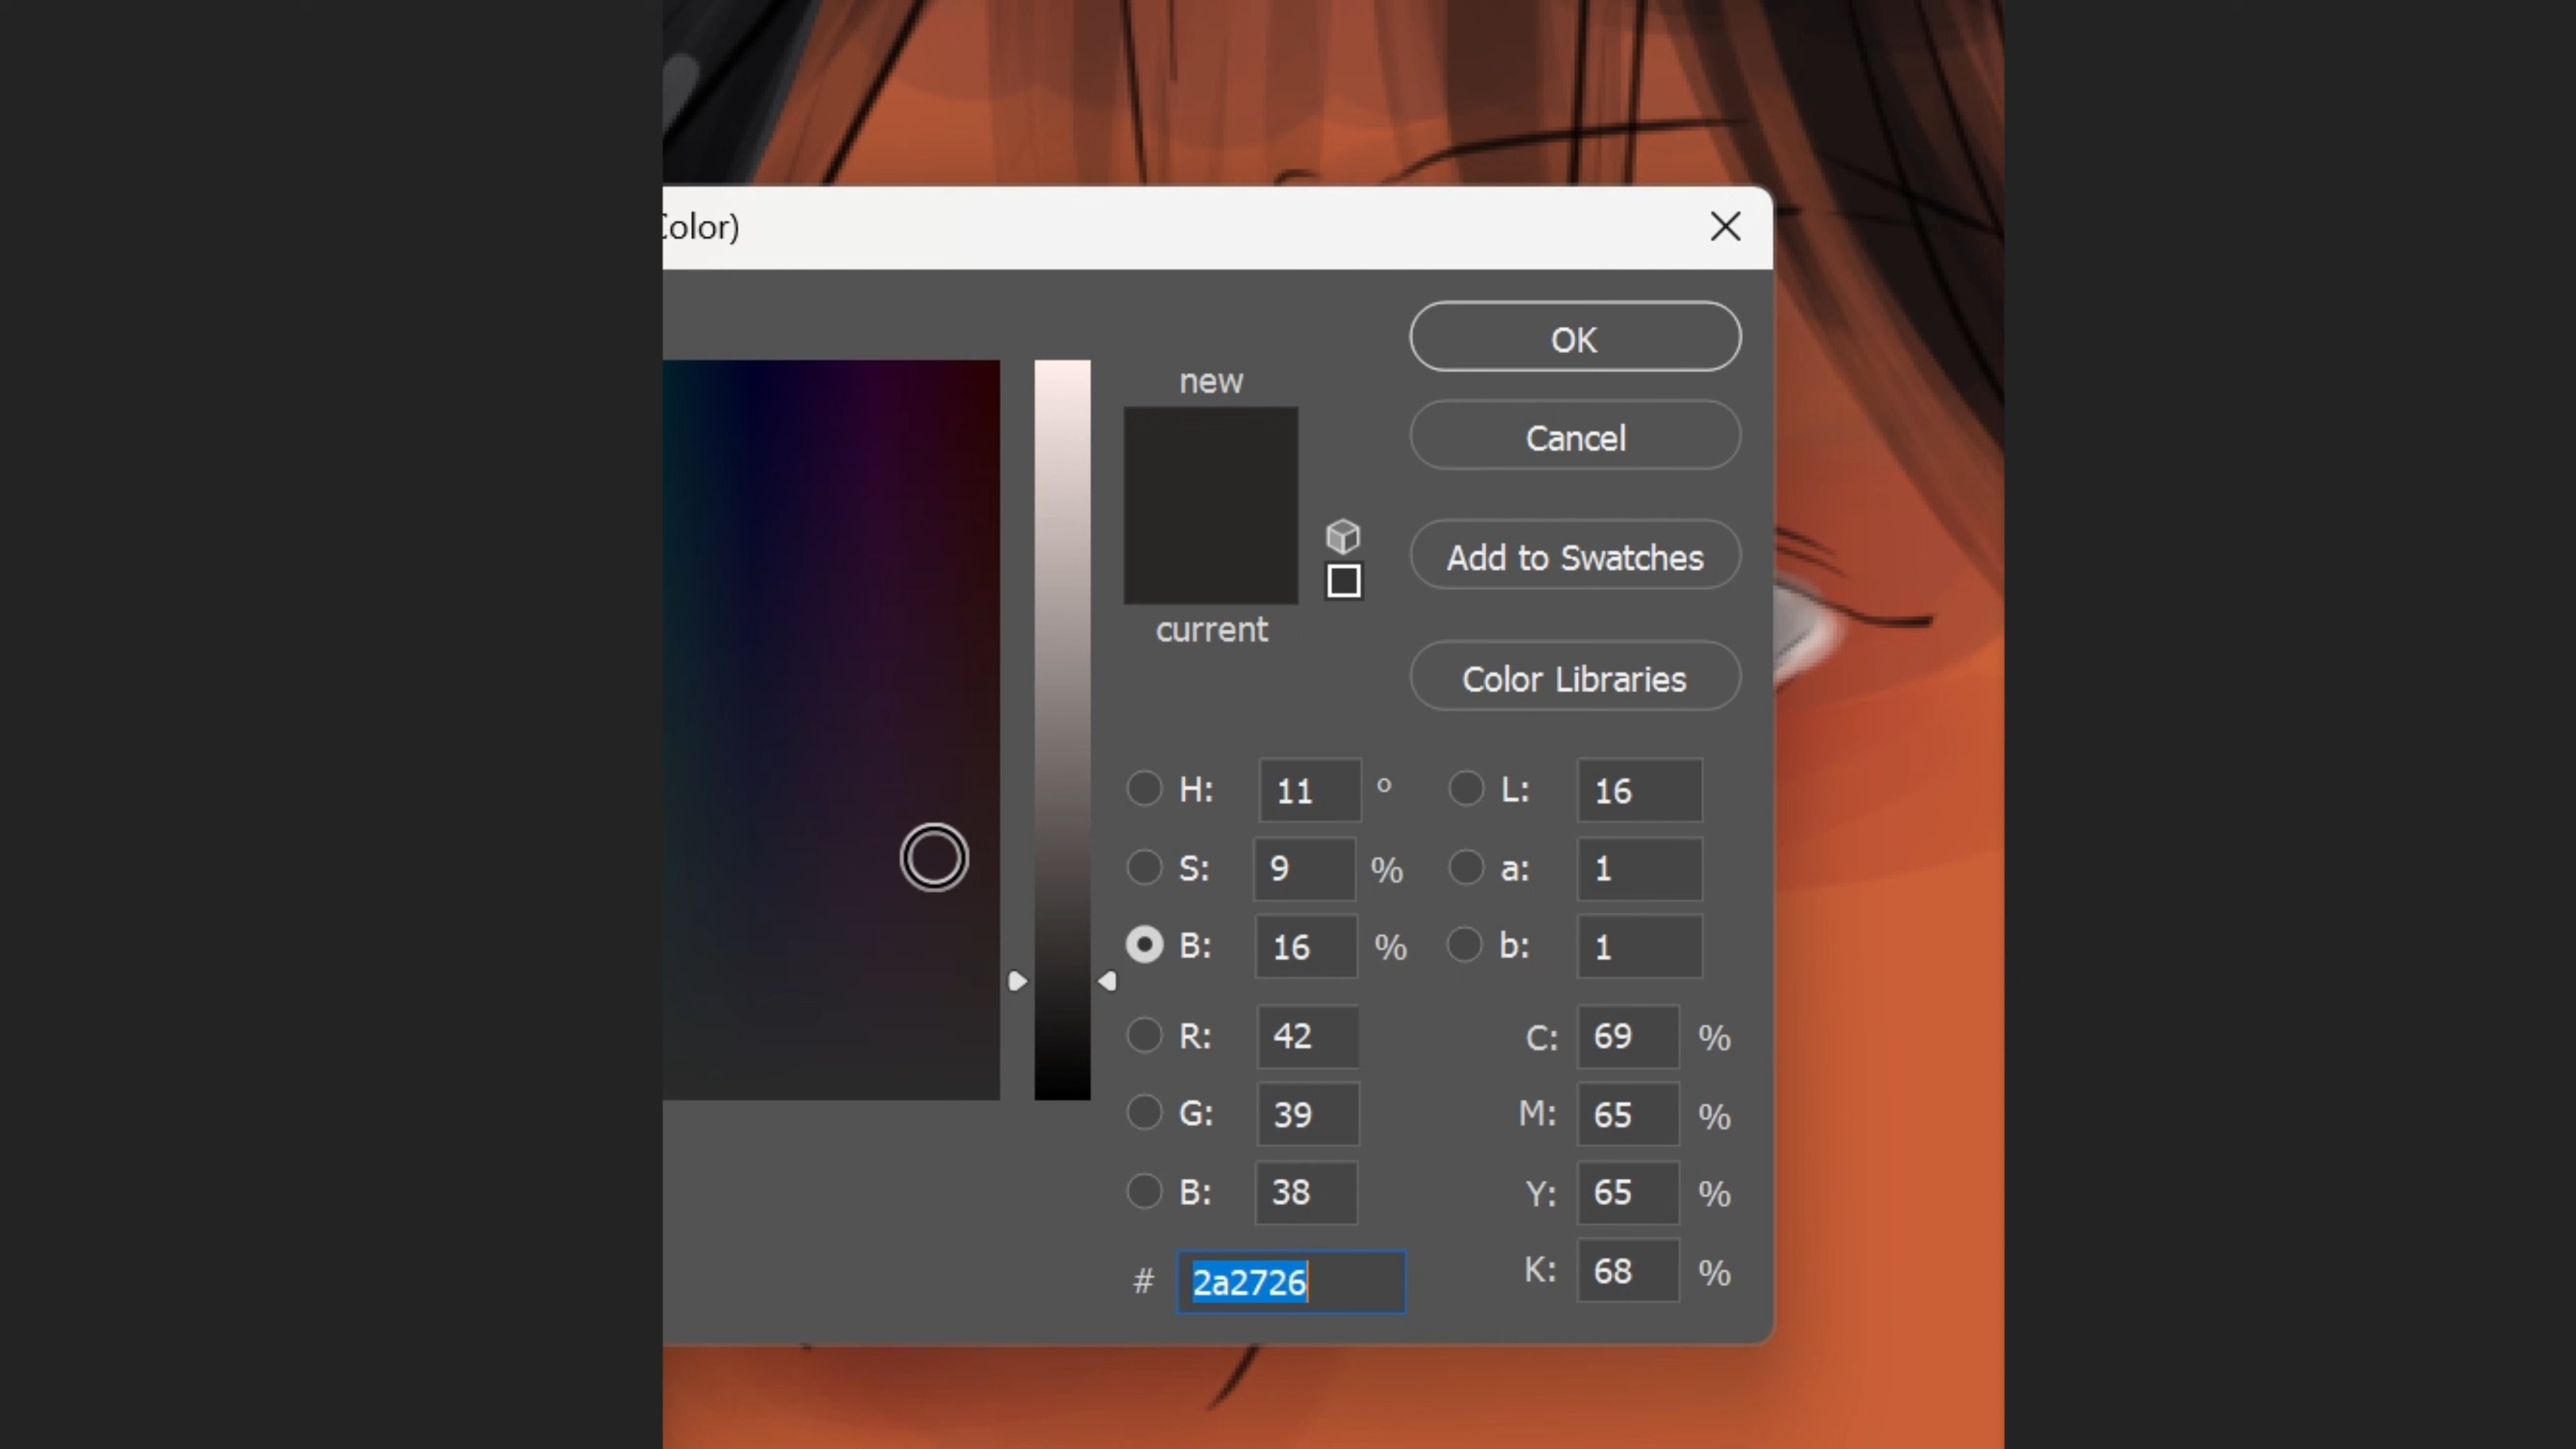 Color)
OK
new
Cancel
Add to Swatches
current
Color Libraries
H: 11 ° L: 16
S: 9 % a: 1
B: 16 % b: 1
R: 42 C: 69 %
G: 39 M: 65 %
B: 38 Y: 65 %
# 2a2726 K: 68 %